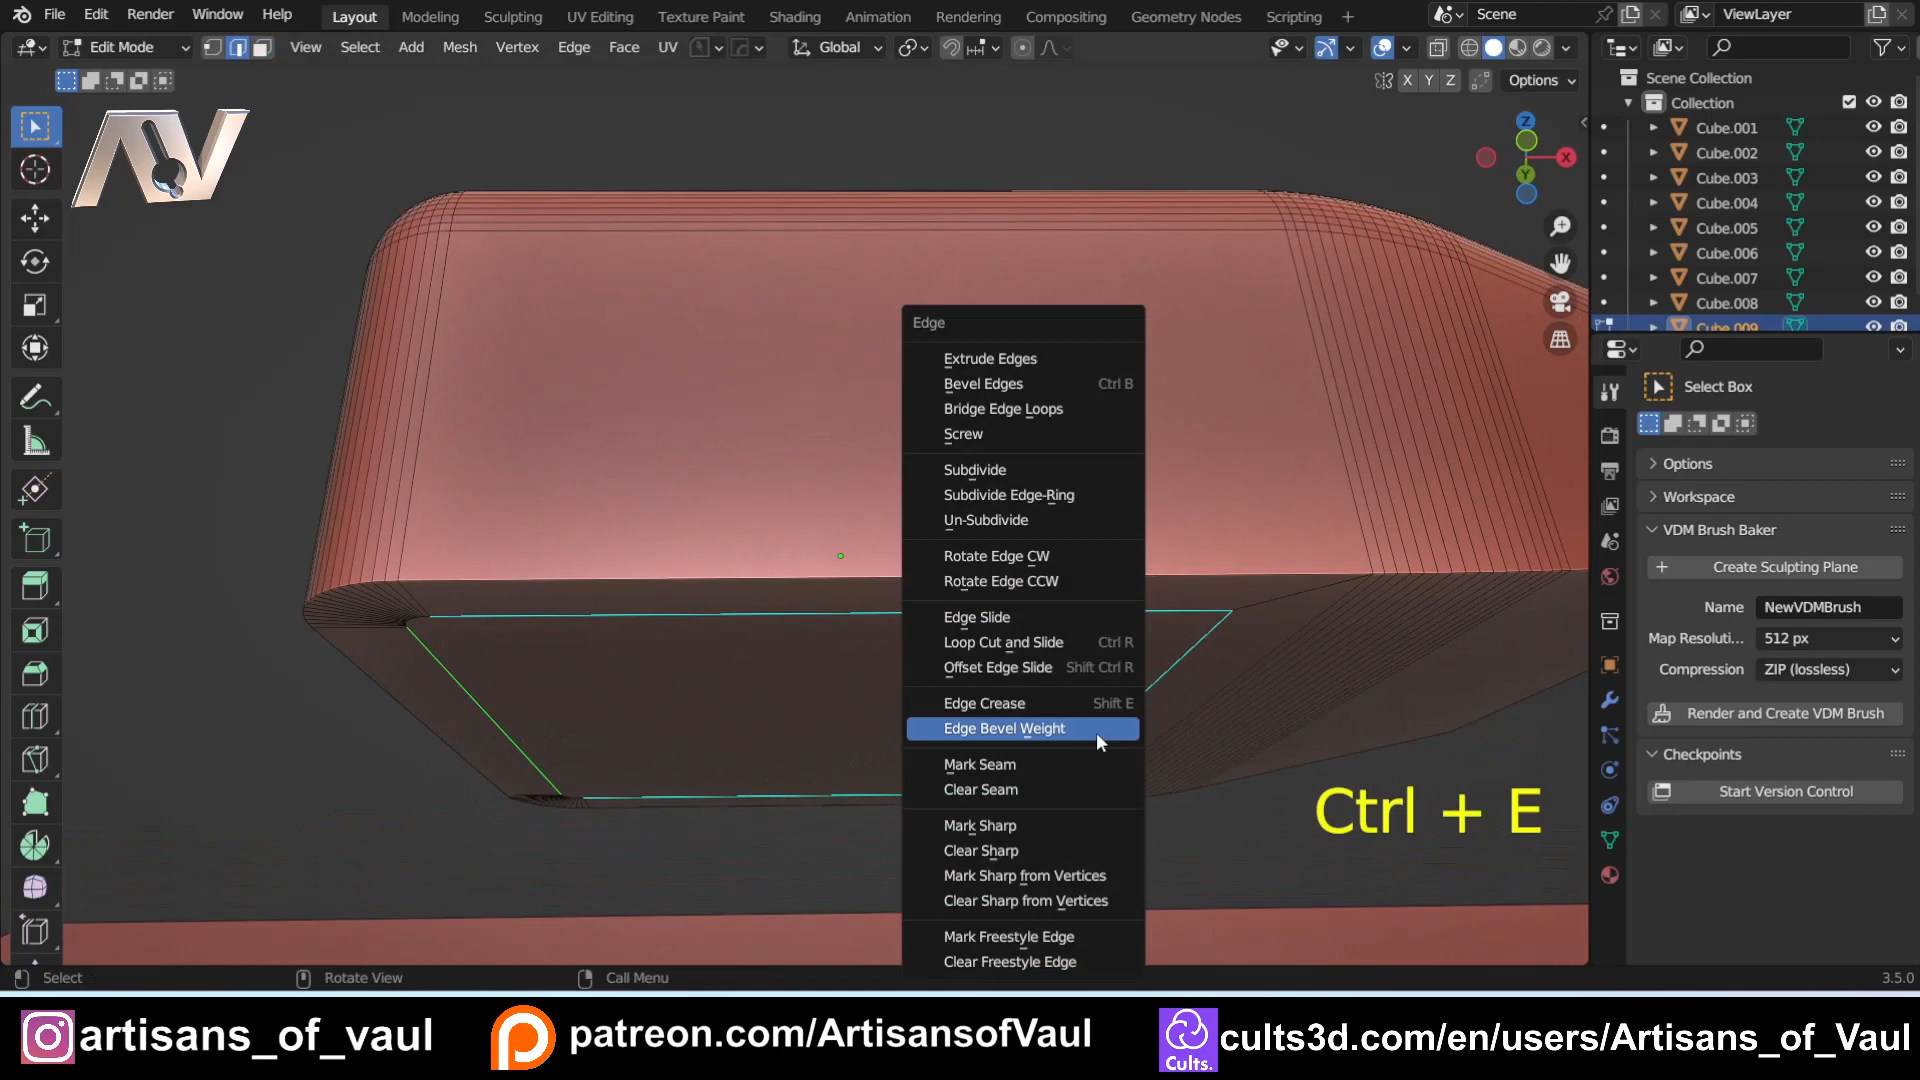 File Edit Render Window Help Layout Modeling Sculpting UV Editing Texture Paint Shading Animation Rendering Compositing Geometry Nodes Scripting + Scene ViewLayer
Edit Mode View Select Add Mesh Vertex Edge Face UV Global
X Y Z Options
Scene Collection
Collection
Cube.001
Cube.002
Cube.003
Cube.004
Cube.005
Cube.006
Cube.007
Cube.008
Cube.009
Z
X
Y
AV
Edge
Extrude Edges
Bevel Edges Ctrl B
Bridge Edge Loops
Screw
Subdivide
Subdivide Edge-Ring
Un-Subdivide
Rotate Edge CW
Rotate Edge CCW
Edge Slide
Loop Cut and Slide Ctrl R
Offset Edge Slide Shift Ctrl R
Edge Crease Shift E
Edge Bevel Weight
Mark Seam
Clear Seam
Mark Sharp
Clear Sharp
Mark Sharp from Vertices
Clear Sharp from Vertices
Mark Freestyle Edge
Clear Freestyle Edge
Ctrl + E
Select Box
Options
Workspace
VDM Brush Baker
Create Sculpting Plane
Name NewVDMBrush
Map Resoluti... 512 px
Compression ZIP (lossless)
Render and Create VDM Brush
Checkpoints
Start Version Control
Select Rotate View Call Menu 3.5.0
artisans_of_vaul patreon.com/ArtisansofVaul Cults. cults3d.com/en/users/Artisans_of_Vaul